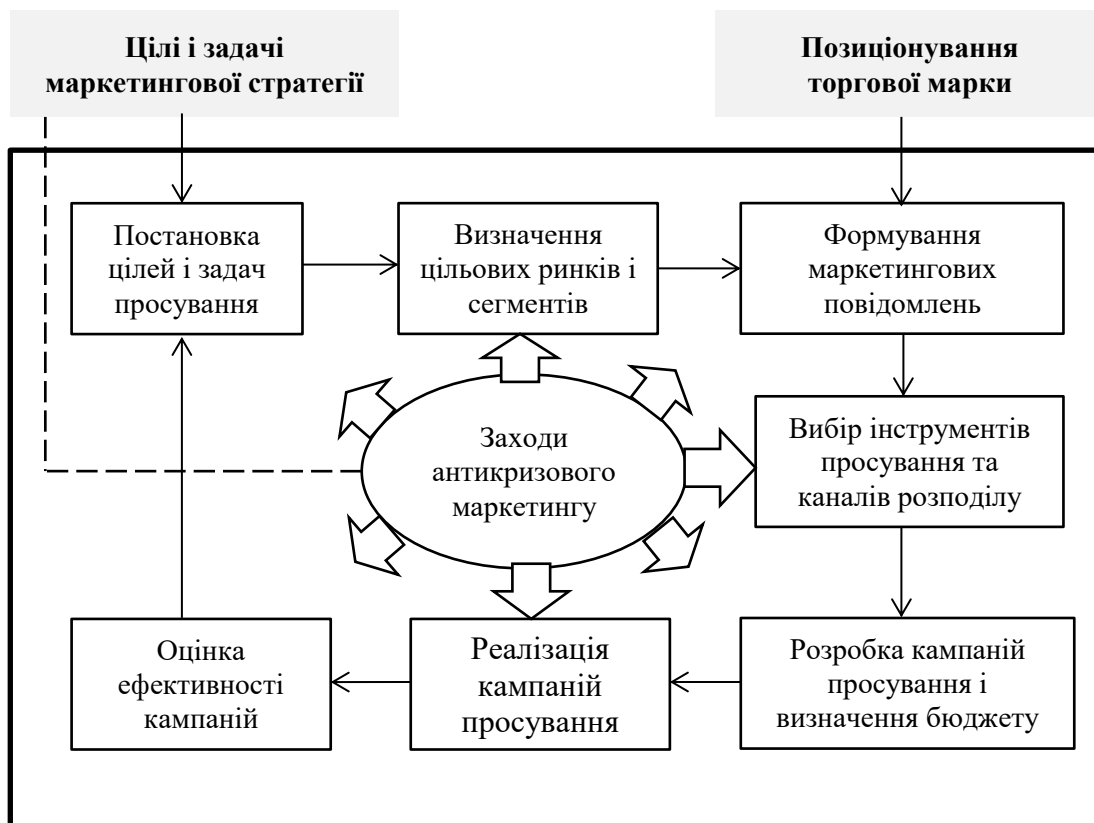 Цілі і задачі
маркетингової стратегії
Позиціонування
торгової марки
Постановка
цілей і задач
просування
Визначення
цільових ринків і
сегментів
Формування
маркетингових
повідомлень
Заходи
антикризового
маркетингу
Вибір інструментів
просування та
каналів розподілу
Оцінка
ефективності
кампаній
Реалізація
кампаній
просування
Розробка кампаній
просування і
визначення бюджету